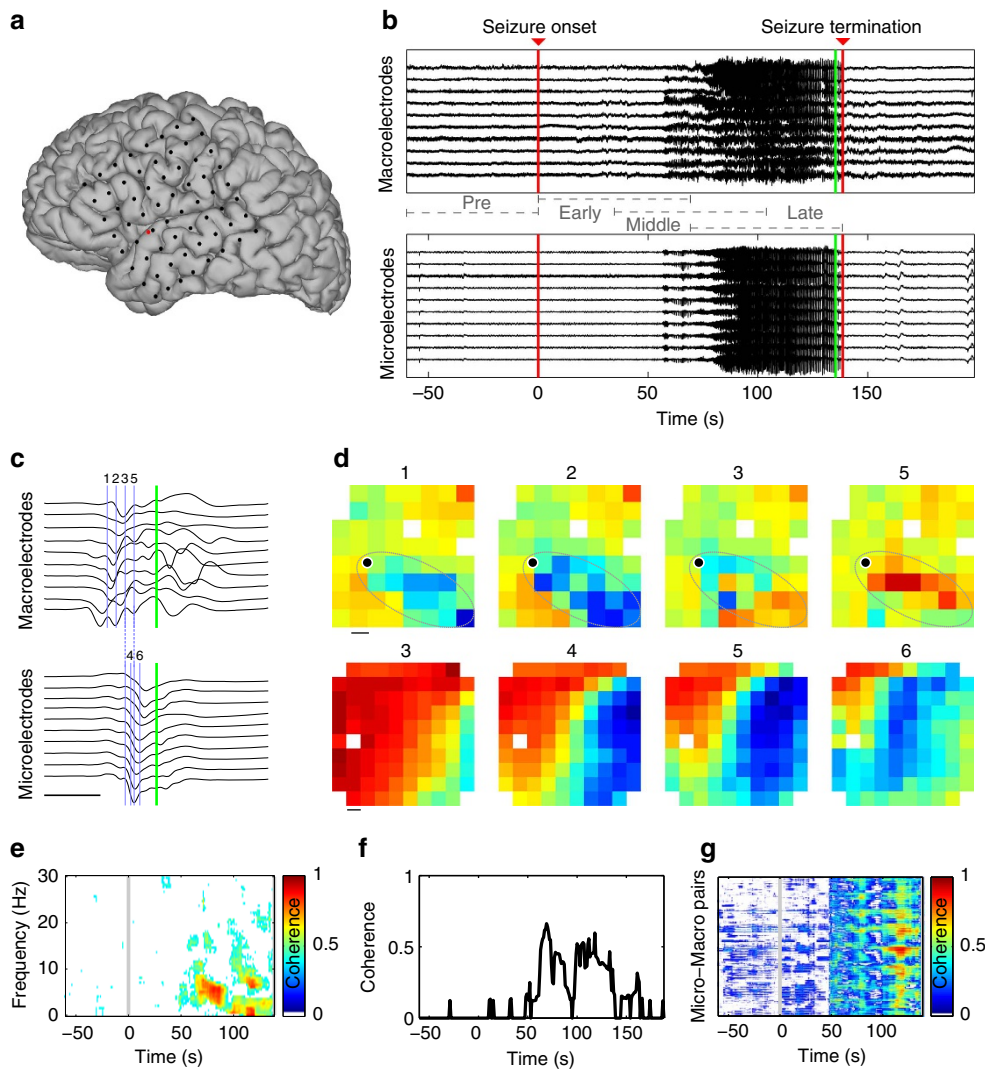 a
b
Seizure onset
Seizure termination
Macroelectrodes
Pre
Early
Middle
Late
Microelectrodes
−50
0
50
100
150
Time (s)
c
Macroelectrodes
1 2 3 5
4 6
Microelectrodes
d
1
2
3
5
3
4
5
6
e
Frequency (Hz)
30
20
10
0
−50
0
50
100
Time (s)
1
0.5
0
Coherence
f
Coherence
1
0.5
0
−50
0
50
100
150
Time (s)
g
Micro–Macro pairs
−50
0
50
100
Time (s)
1
0.5
0
Coherence